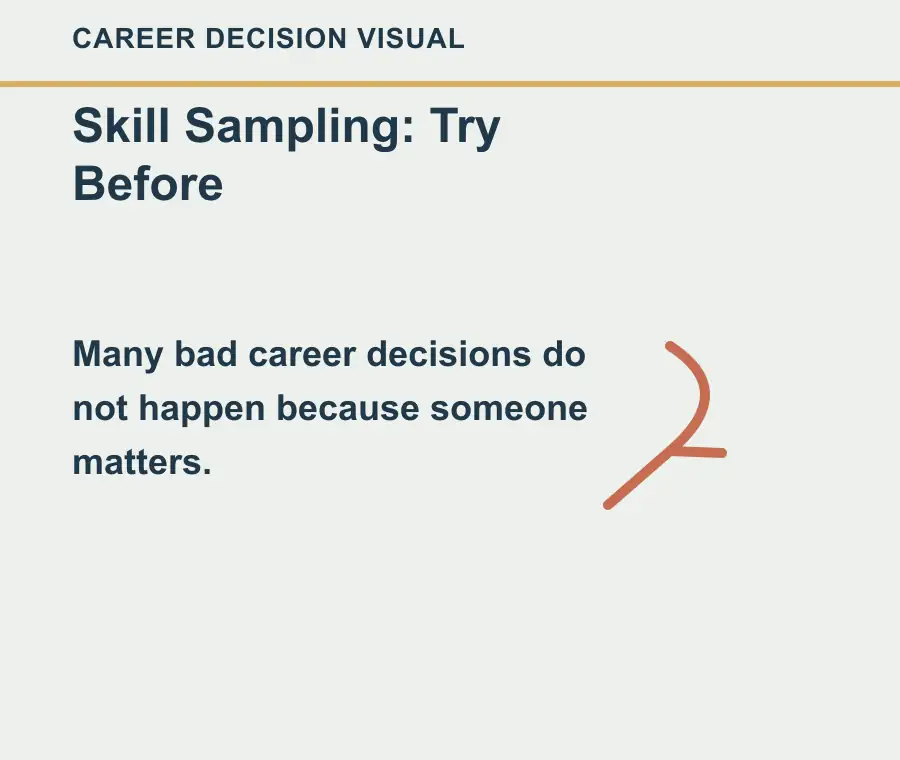 CAREER DECISION VISUAL
Skill Sampling: Try
Before
Many bad career decisions do
not happen because someone
matters.